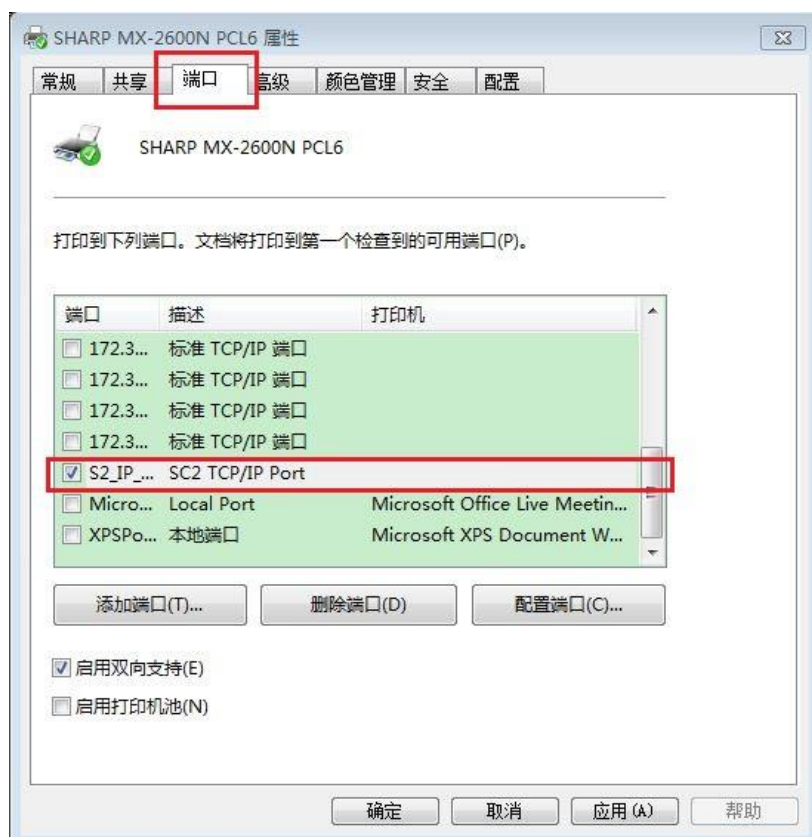 SHARP MX-2600N PCL6 属性
常规 共享 端口 高级 颜色管理 安全 配置
SHARP MX-2600N PCL6
打印到下列端口。文档将打印到第一个检查到的可用端口(P)。
端口 描述 打印机
172.3... 标准 TCP/IP 端口
172.3... 标准 TCP/IP 端口
172.3... 标准 TCP/IP 端口
172.3... 标准 TCP/IP 端口
S2_IP_... SC2 TCP/IP Port
Micro... Local Port Microsoft Office Live Meetin...
XPSPo... 本地端口 Microsoft XPS Document W...
添加端口(T)... 删除端口(D) 配置端口(C)...
启用双向支持(E)
启用打印机池(N)
确定 取消 应用(A) 帮助